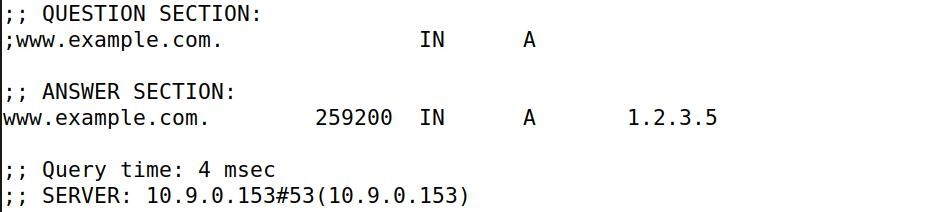 ;; QUESTION SECTION:
;www.example.com. IN A
;; ANSWER SECTION:
www.example.com. 259200 IN A 1.2.3.5
;; Query time: 4 msec
;; SERVER: 10.9.0.153#53(10.9.0.153)